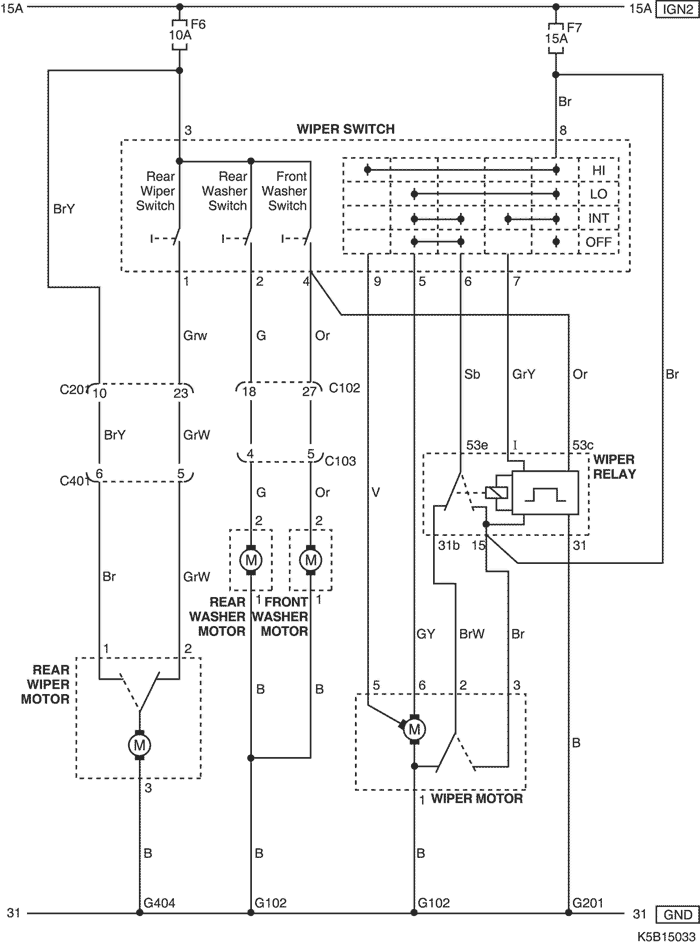 15A 15A IGN2
F6
10A
F7
15A
Br
3 WIPER SWITCH 8
Rear
Wiper
Switch
Rear
Washer
Switch
Front
Washer
Switch
HI
LO
INT
OFF
BrY
1 2 4 9 5 6 7
Grw G Or
Sb GrY Or Br
C201 10 23 18 27 C102
BrY GrW
53e I 53c
WIPER
RELAY
C401 6 5 4 5 C103
G Or V
2 2
31b 15 31
M M
Br GrW
1 1
REAR
WASHER
MOTOR
FRONT
WASHER
MOTOR
GY BrW Br
1 2
REAR
WIPER
MOTOR
B B
5 6 2 3
M
M
B
3
1 WIPER MOTOR
B B B
G404 G102 G102 G201
31 31 GND
K5B15033